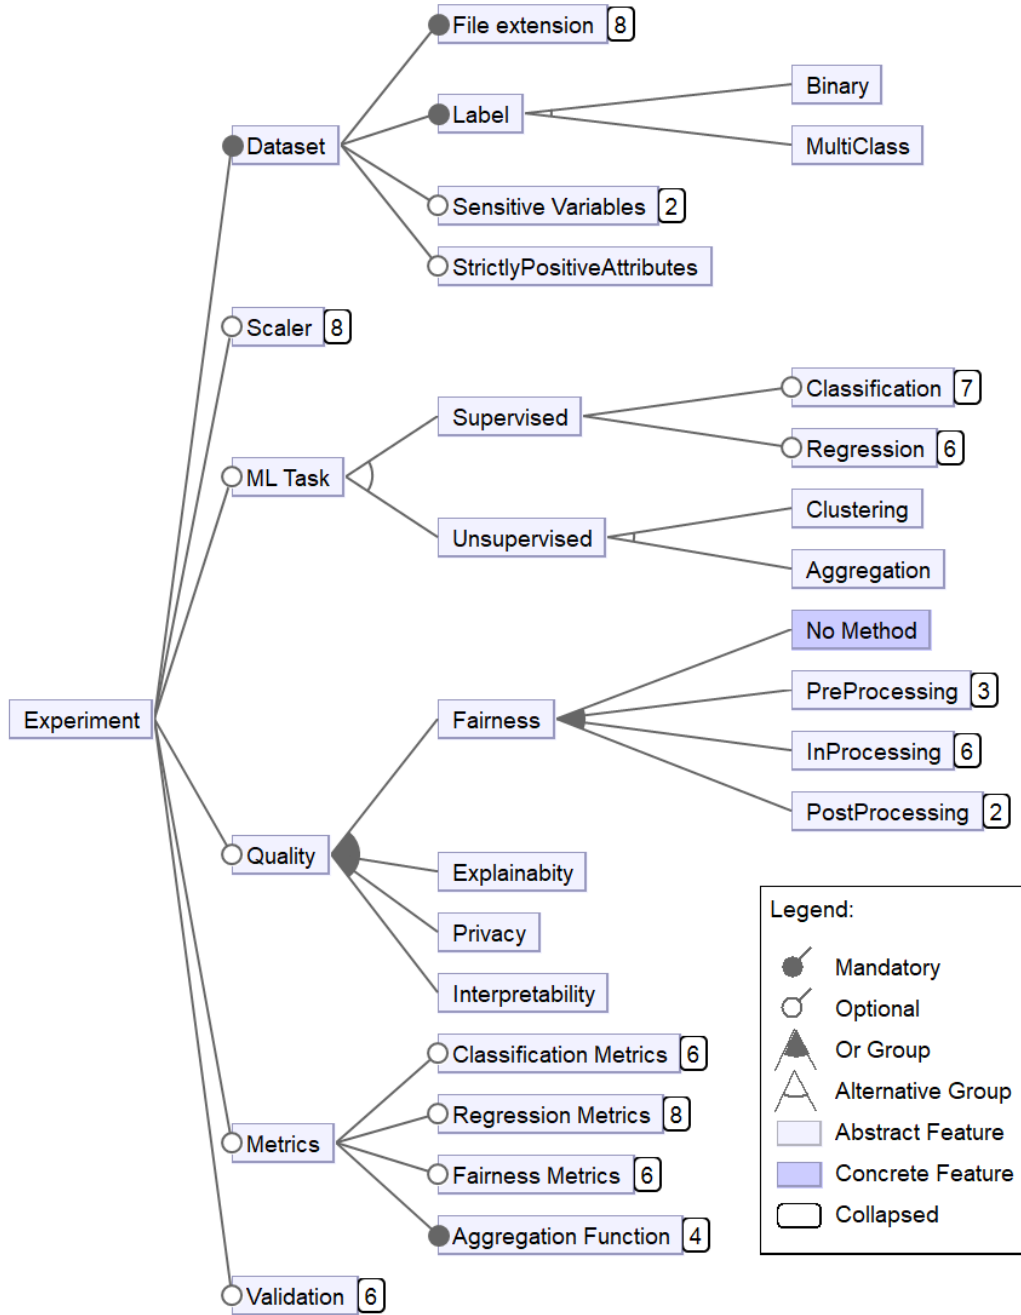 File extension 8
Binary
Label
Dataset
MultiClass
Sensitive Variables 2
StrictlyPositiveAttributes
Scaler 8
Classification 7
Supervised
Regression 6
ML Task
Clustering
Unsupervised
Aggregation
No Method
PreProcessing 3
Experiment
Fairness
InProcessing 6
PostProcessing 2
Quality
Explainabity
Privacy
Interpretability
Legend:
Mandatory
Optional
Or Group
Alternative Group
Abstract Feature
Concrete Feature
Collapsed
Classification Metrics 6
Regression Metrics 8
Metrics
Fairness Metrics 6
Aggregation Function 4
Validation 6